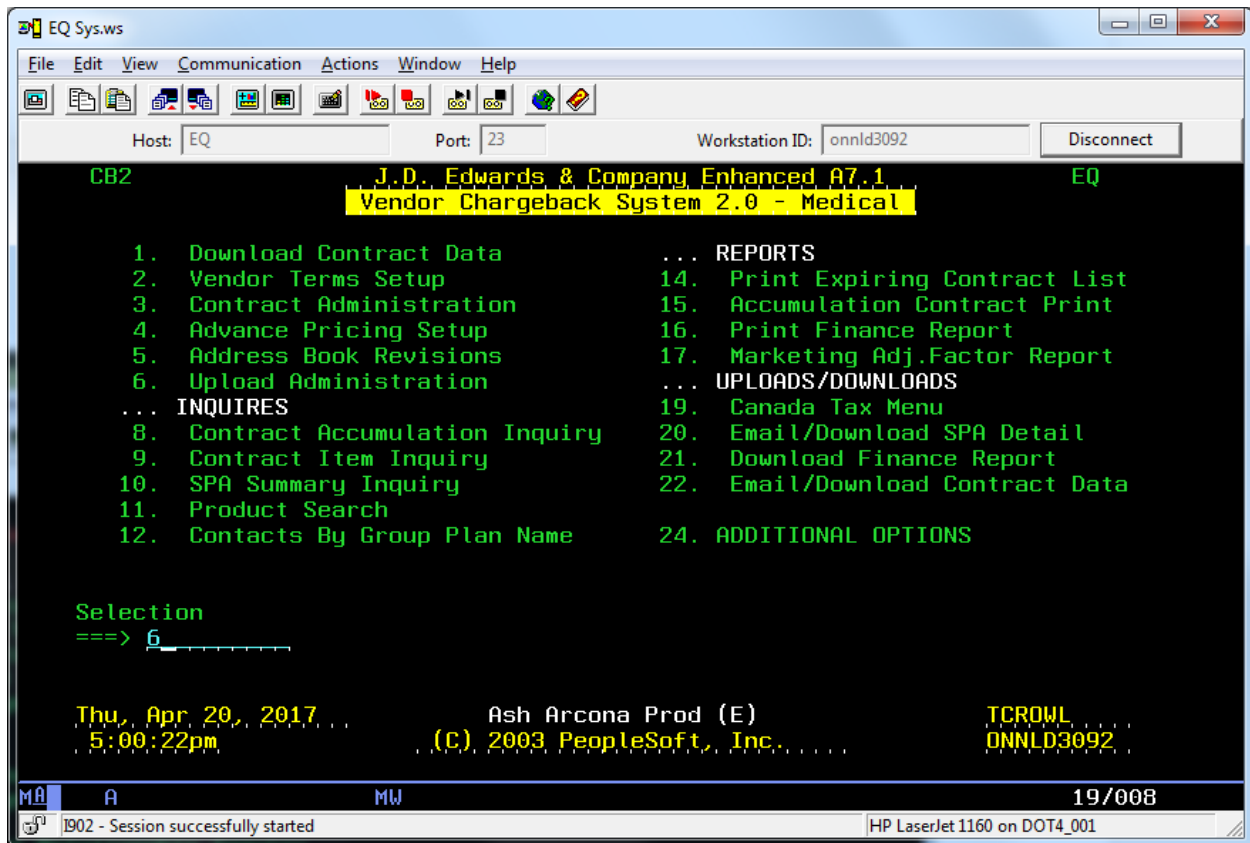 EQ Sys.ws
File Edit View Communication Actions Window Help
Host: EQ Port: 23 Workstation ID: onnld3092 Disconnect
CB2 J.D. Edwards & Company Enhanced A7.1 EQ
Vendor Chargeback System 2.0 - Medical
1. Download Contract Data ... REPORTS
2. Vendor Terms Setup 14. Print Expiring Contract List
3. Contract Administration 15. Accumulation Contract Print
4. Advance Pricing Setup 16. Print Finance Report
5. Address Book Revisions 17. Marketing Adj.Factor Report
6. Upload Administration ... UPLOADS/DOWNLOADS
... INQUIRES 19. Canada Tax Menu
8. Contract Accumulation Inquiry 20. Email/Download SPA Detail
9. Contract Item Inquiry 21. Download Finance Report
10. SPA Summary Inquiry 22. Email/Download Contract Data
11. Product Search
12. Contacts By Group Plan Name 24. ADDITIONAL OPTIONS
Selection
===> 6
Thu, Apr 20, 2017 Ash Arcona Prod (E) TCROWL
5:00:22pm (C) 2003 PeopleSoft, Inc. ONNLD3092
MA A MW 19/008
I902 - Session successfully started HP LaserJet 1160 on DOT4_001